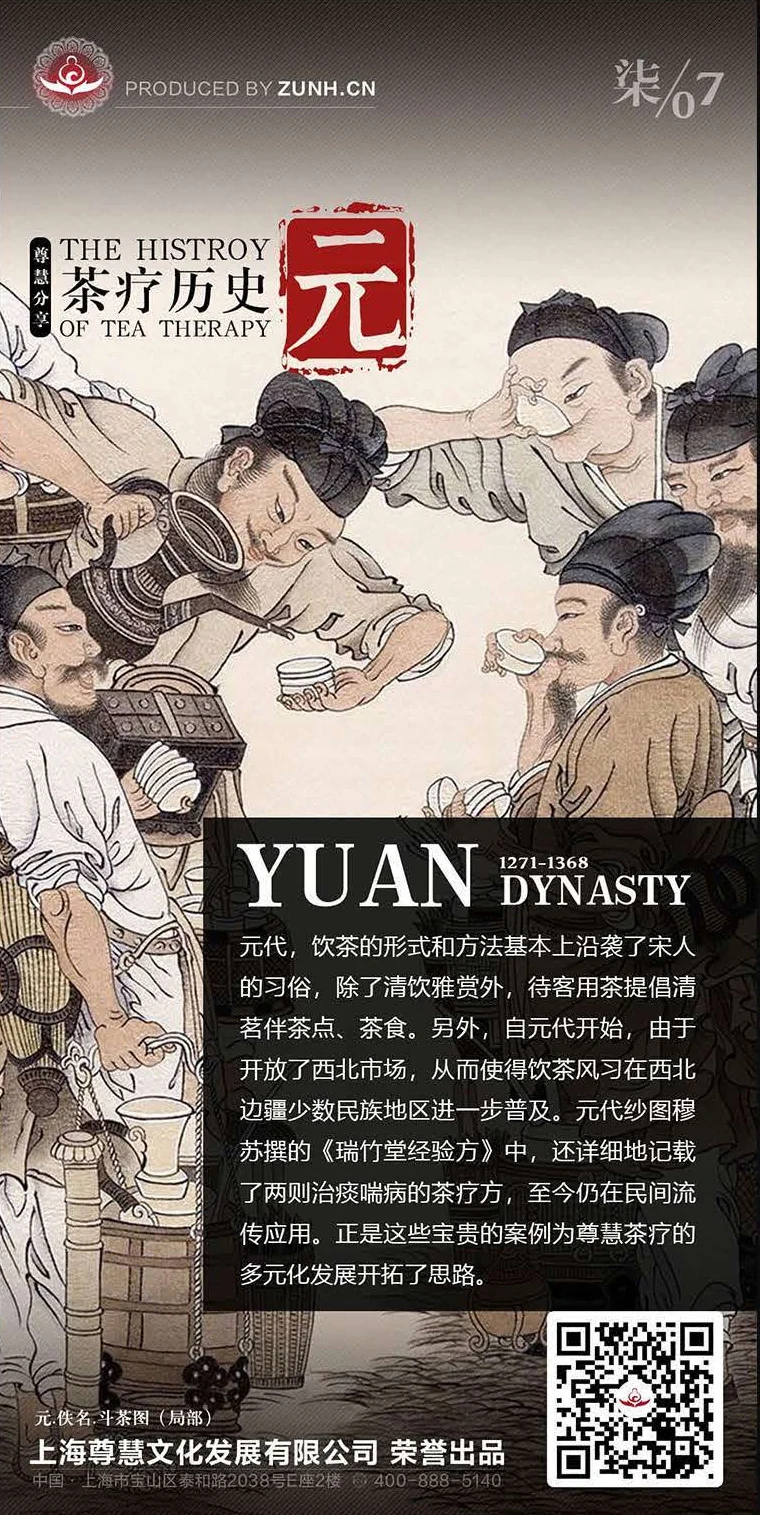 PRODUCED BY ZUNH.CN
柒/07
尊慧分享
THE HISTROY
茶疗历史
OF TEA THERAPY
元
YUAN
1271-1368
DYNASTY
元代，饮茶的形式和方法基本上沿袭了宋人
的习俗，除了清饮雅赏外，待客用茶提倡清
茗伴茶点、茶食。另外，自元代开始，由于
开放了西北市场，从而使得饮茶风习在西北
边疆少数民族地区进一步普及。元代纱图穆
苏撰的《瑞竹堂经验方》中，还详细地记载
了两则治痰喘病的茶疗方，至今仍在民间流
传应用。正是这些宝贵的案例为尊慧茶疗的
多元化发展开拓了思路。
元.佚名.斗茶图（局部）
上海尊慧文化发展有限公司 荣誉出品
中国·上海市宝山区泰和路2038号E座2楼 400-888-5140